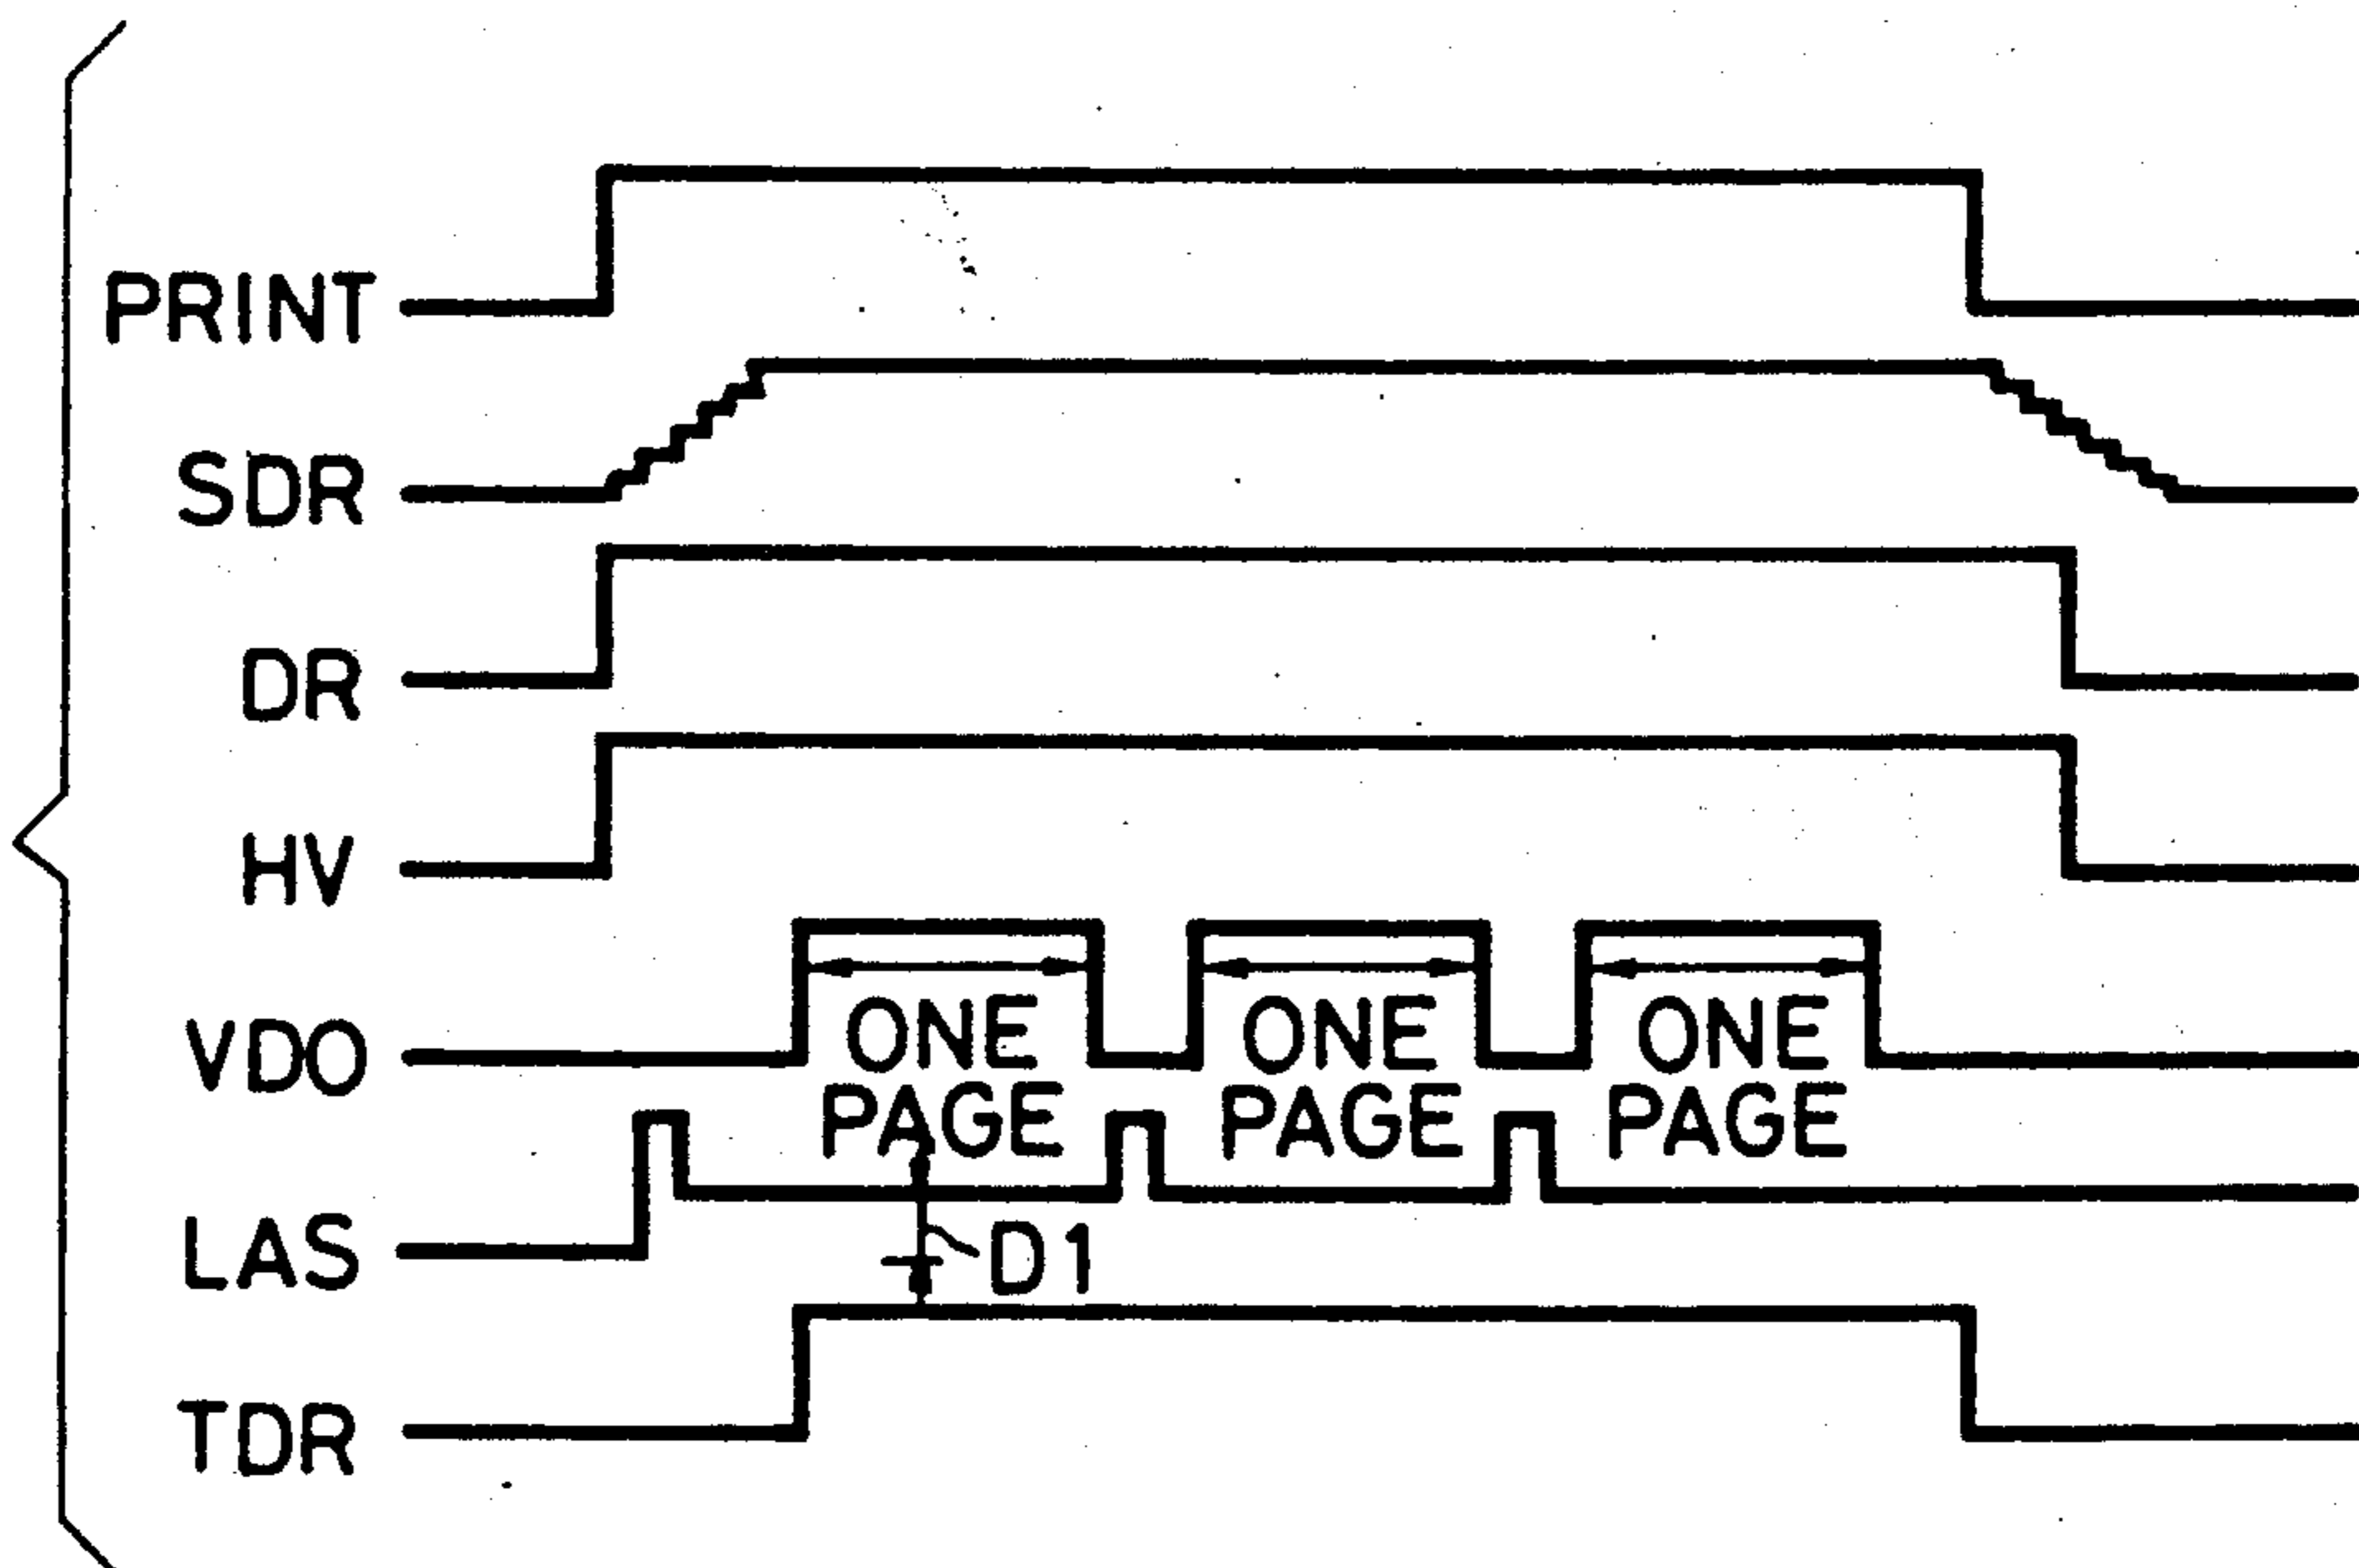 PRINT
SDR
DR
HV
VDO
ONE PAGE
ONE PAGE
ONE PAGE
LAS
D1
TDR